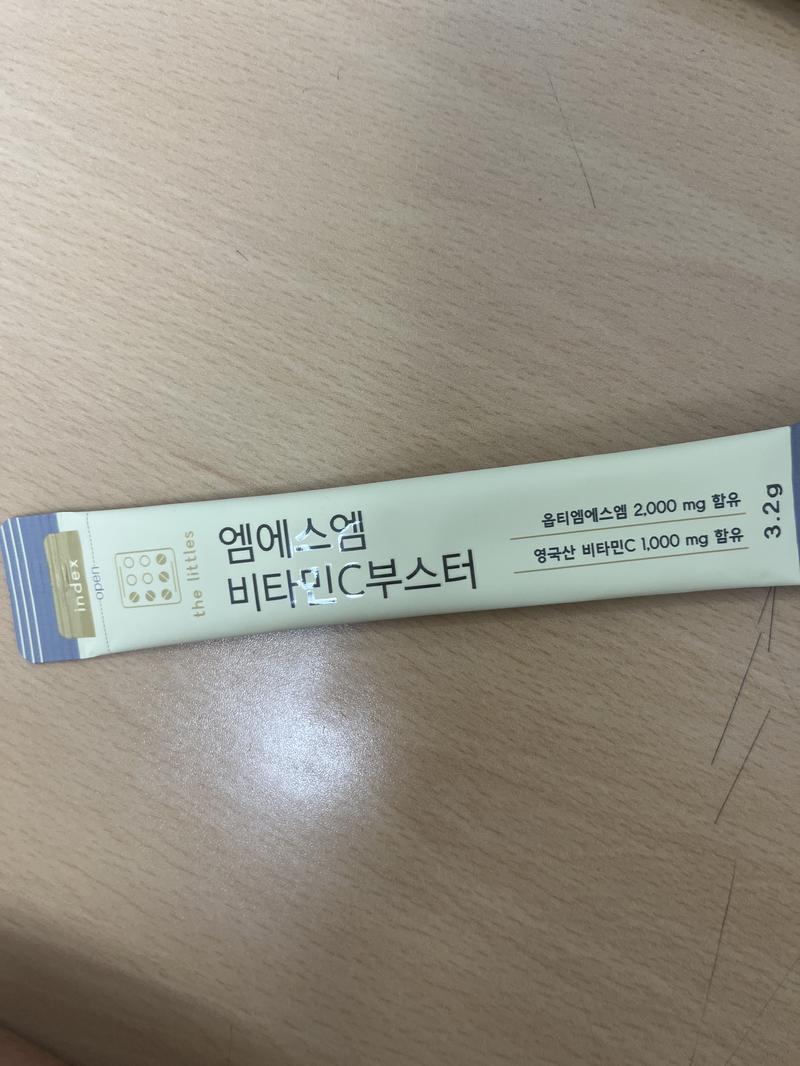 index
open
the littles
엠에스엠
비타민C부스터
옵티엠에스엠 2,000 mg 함유
영국산 비타민C 1,000 mg 함유
3.2g